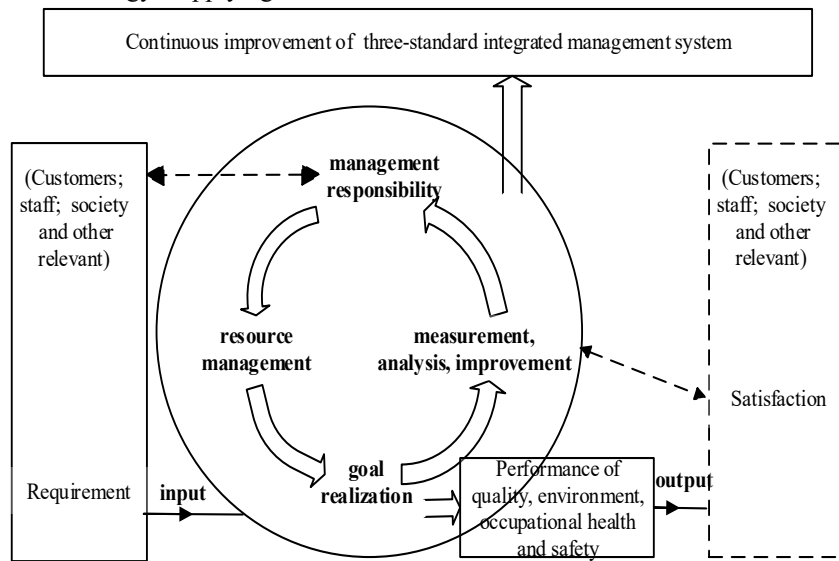 Continuous improvement of three-standard integrated management system
(Customers;
staff; society
and other
relevant)
management
responsibility
(Customers;
staff; society
and other
relevant)
resource
management
measurement,
analysis, improvement
Satisfaction
goal
realization
Requirement
input
Performance of
quality, environment,
occupational health
and safety
output